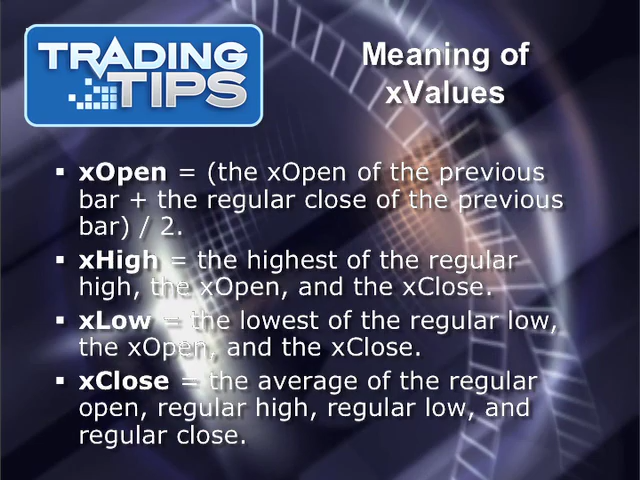 TRADING
TIPS
Meaning of
xValues
▪ xOpen = (the xOpen of the previous
bar + the regular close of the previous
bar) / 2.
▪ xHigh = the highest of the regular
high, the xOpen, and the xClose.
▪ xLow = the lowest of the regular low,
the xOpen, and the xClose.
▪ xClose = the average of the regular
open, regular high, regular low, and
regular close.